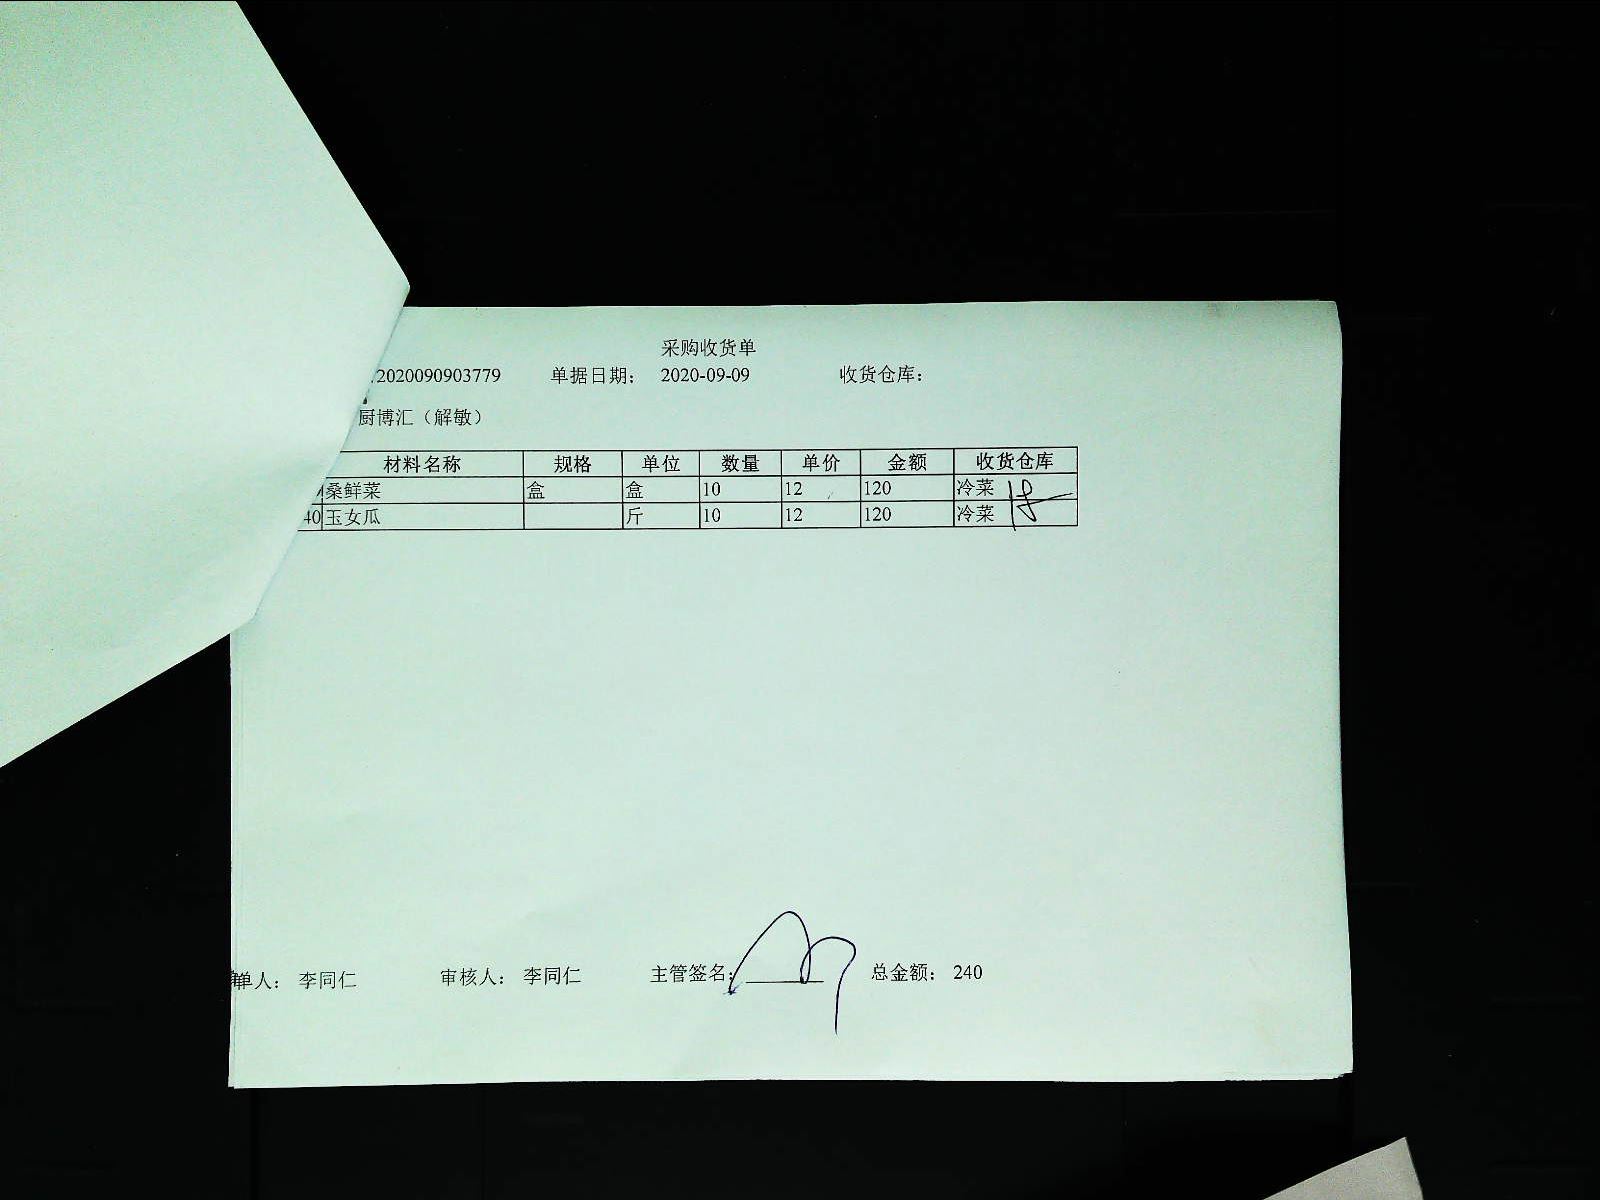 采购收货单
.2020090903779 单据日期: 2020-09-09 收货仓库:
厨博汇（解敏）
材料名称 规格 单位 数量 单价 金额 收货仓库
桑鲜菜 盒 盒 10 12 120 冷菜
40 玉女瓜 斤 10 12 120 冷菜
单人: 李同仁 审核人: 李同仁 主管签名: 总金额: 240